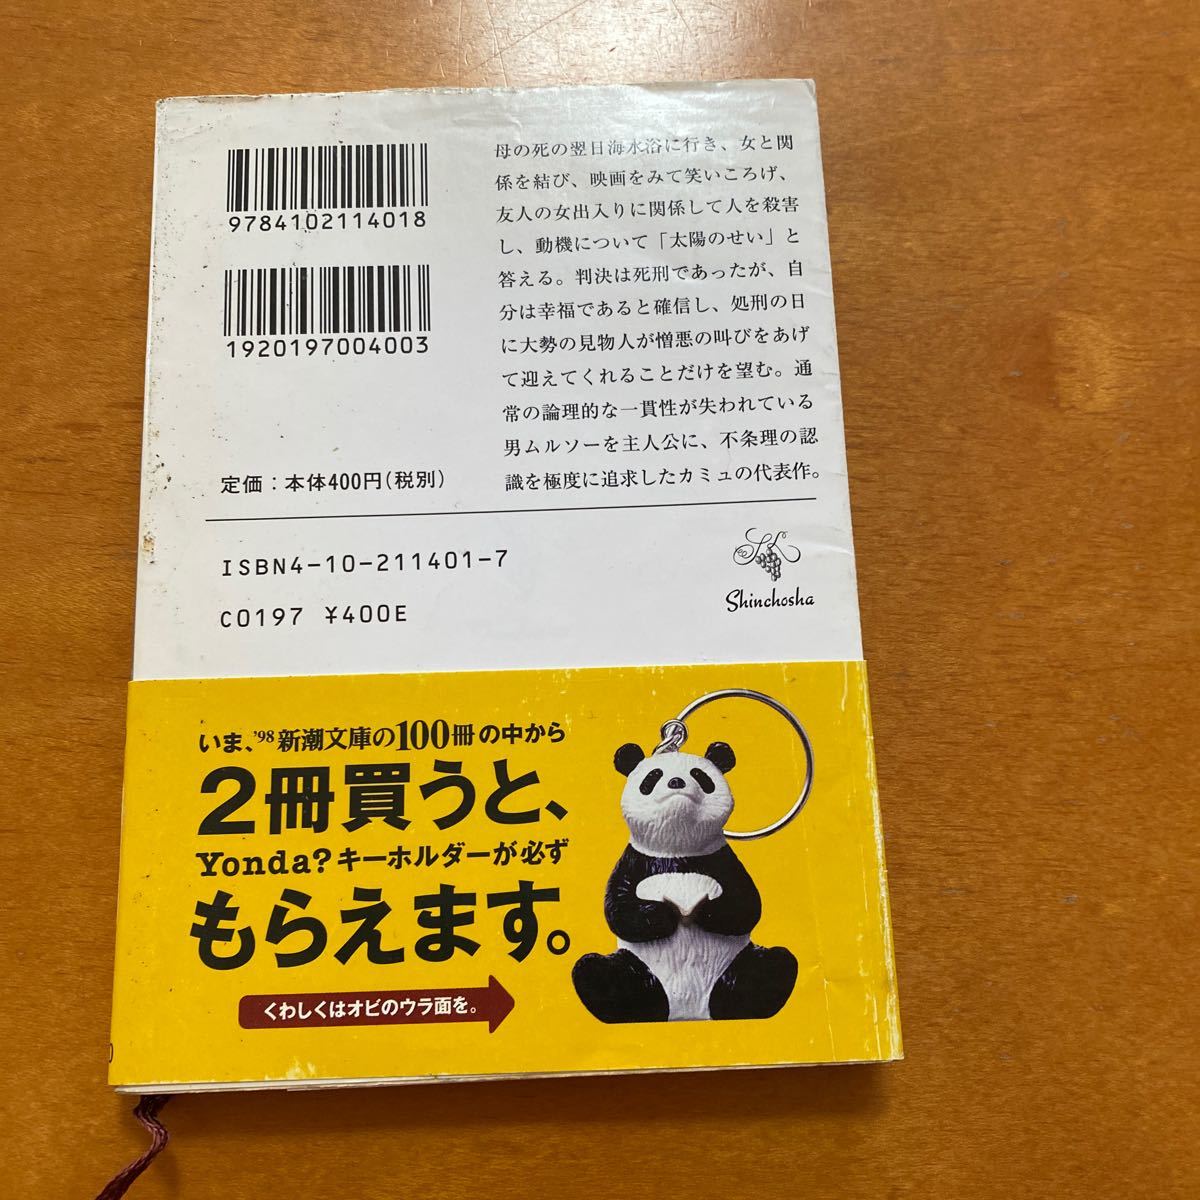 9784102114018
1920197004003
定価：本体400円（税別）
母の死の翌日海水浴に行き、女と関
係を結び、映画をみて笑いころげ、
友人の女出入りに関係して人を殺害
し、動機について「太陽のせい」と
答える。判決は死刑であったが、自
分は幸福であると確信し、処刑の日
に大勢の見物人が憎悪の叫びをあげ
て迎えてくれることだけを望む。通
常の論理的な一貫性が失われている
男ムルソーを主人公に、不条理の認
識を極度に追求したカミュの代表作。
ISBN4-10-211401-7
C0197 ¥400E
Shinchosha
いま、'98新潮文庫の100冊の中から
2冊買うと、
Yonda?キーホルダーが必ず
もらえます。
くわしくはオビのウラ面を。